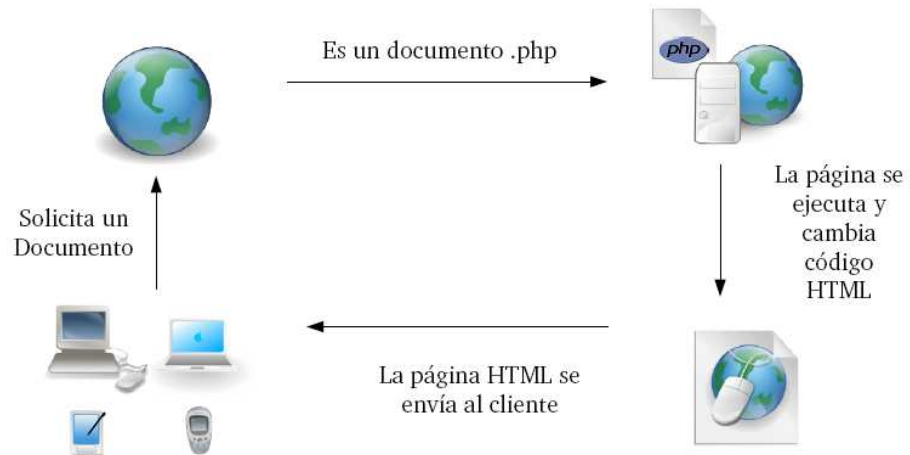 Es un documento .php
php
La página se
ejecuta y
cambia
código
HTML
Solicita un
Documento
La página HTML se
envía al cliente